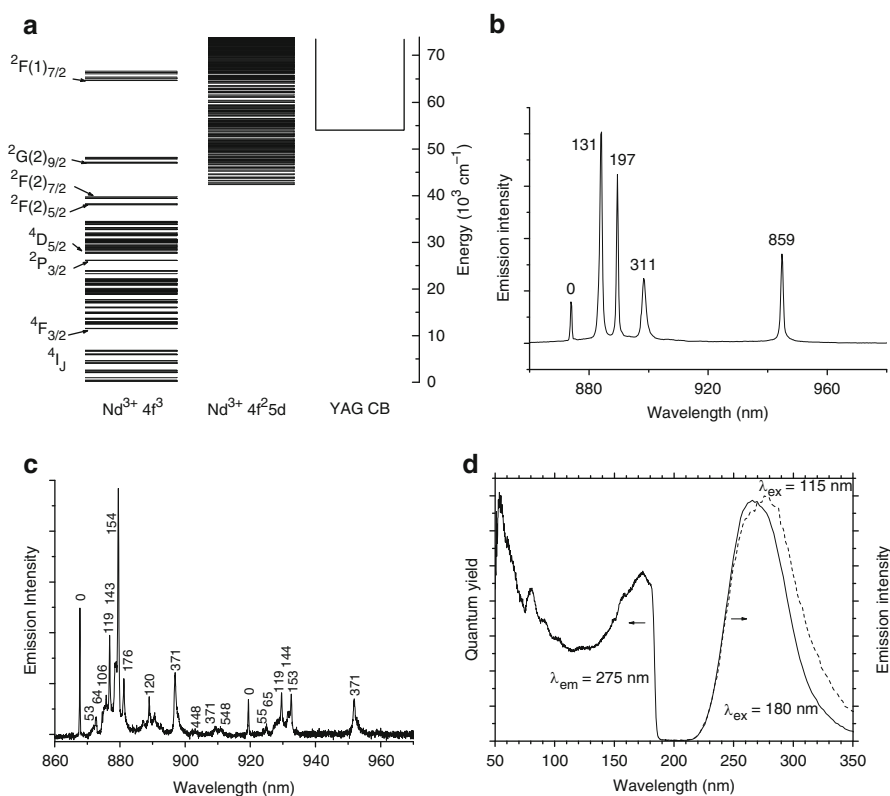 a
²F(1)₇/₂
²G(2)₉/₂
²F(2)₇/₂
²F(2)₅/₂
⁴D₅/₂
²P₃/₂
⁴F₃/₂
⁴I_J
Nd³⁺ 4f³
Nd³⁺ 4f²5d
YAG CB
70
60
50
40
30
20
10
0
Energy (10³ cm⁻¹)
b
0
131
197
311
859
Emission intensity
880
920
960
Wavelength (nm)
c
0
53
64
106
119
143
154
176
120
371
448
371
548
0
55
65
119
144
153
371
Emission Intensity
860
880
900
920
940
960
Wavelength (nm)
d
λex = 115 nm
λem = 275 nm
λex = 180 nm
Quantum yield
Emission intensity
50
100
150
200
250
300
350
Wavelength (nm)